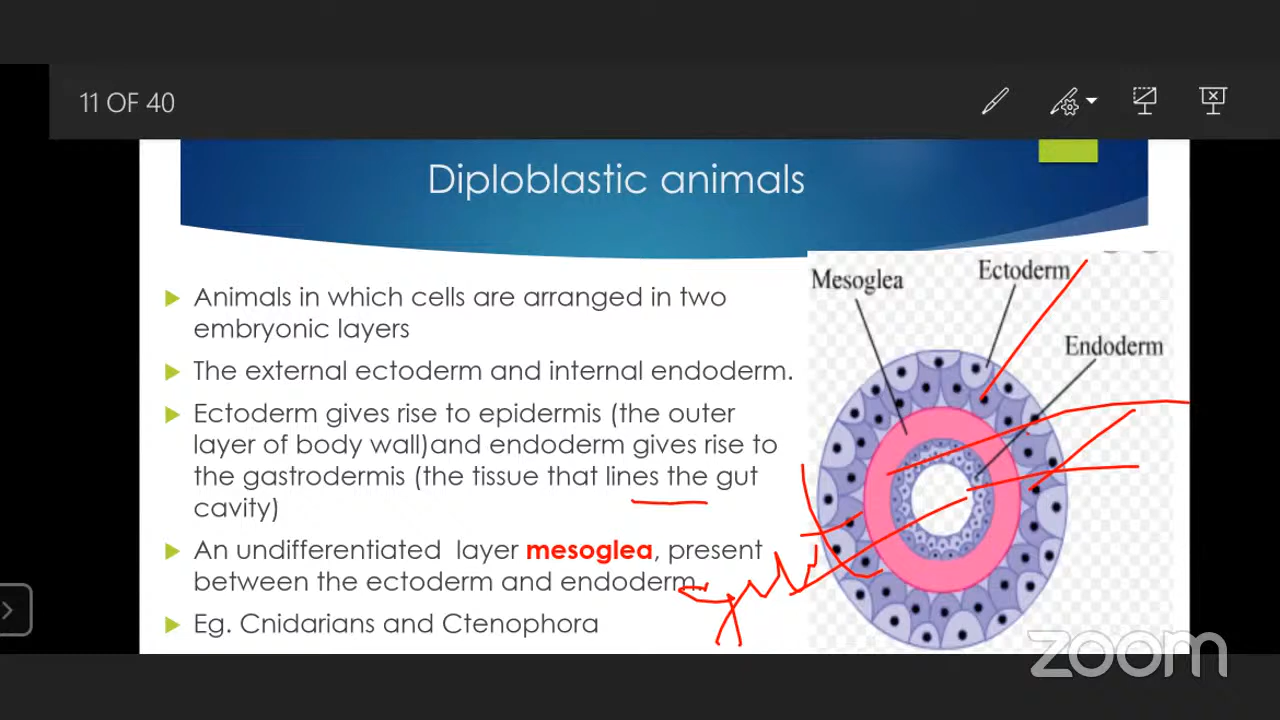 11 OF 40
Diploblastic animals
Animals in which cells are arranged in two
embryonic layers
The external ectoderm and internal endoderm.
Ectoderm gives rise to epidermis (the outer
layer of body wall)and endoderm gives rise to
the gastrodermis (the tissue that lines the gut
cavity)
An undifferentiated layer mesoglea, present
between the ectoderm and endoderm.
Eg. Cnidarians and Ctenophora
Mesoglea
Ectoderm
Endoderm
zoom